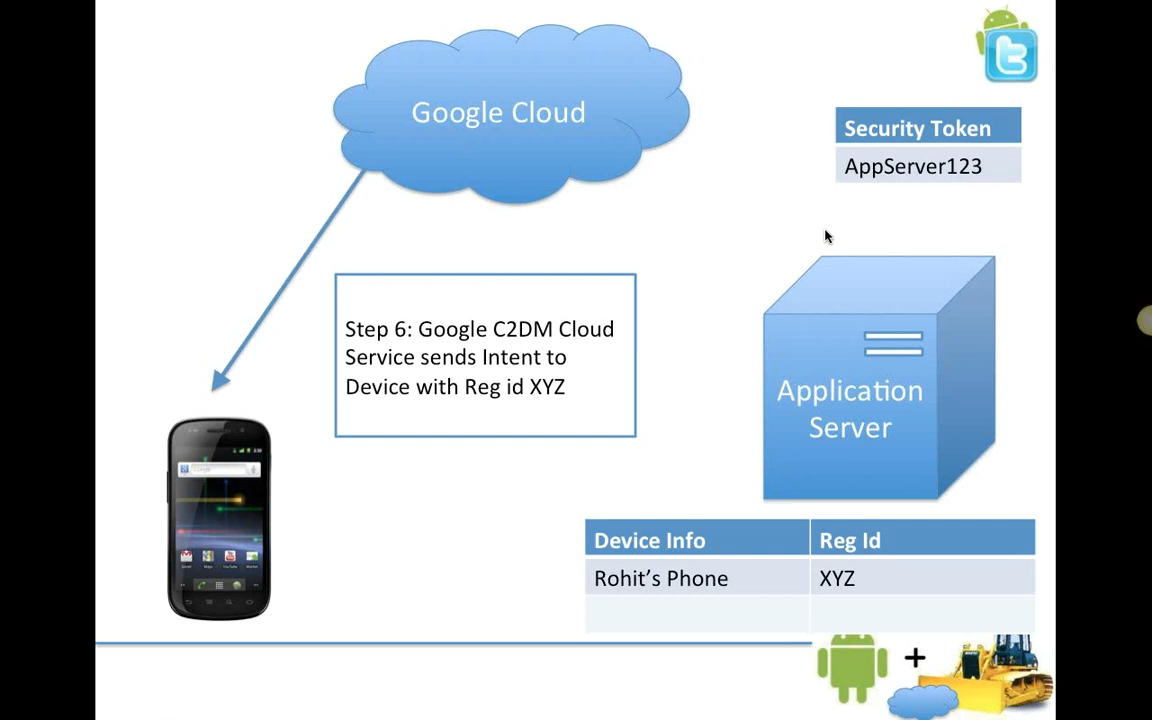 Google Cloud
Security Token
AppServer123
Step 6: Google C2DM Cloud
Service sends Intent to
Device with Reg id XYZ
Application
Server
Device Info
Reg Id
Rohit's Phone
XYZ
+